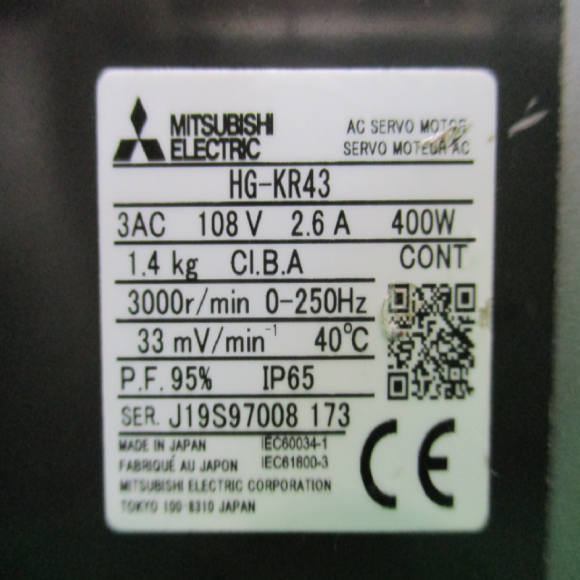 MITSUBISHI
ELECTRIC
AC SERVO MOTOR
SERVO MOTEUR AC
HG-KR43
3AC 108 V 2.6 A 400W
1.4 kg CI.B.A CONT
3000r/min 0-250Hz
33 mV/min⁻¹ 40℃
P.F. 95% IP65
SER. J19S97008 173
MADE IN JAPAN IEC60034-1
FABRIQUÉ AU JAPON IEC61800-3
MITSUBISHI ELECTRIC CORPORATION
TOKYO 100-8310 JAPAN
CE